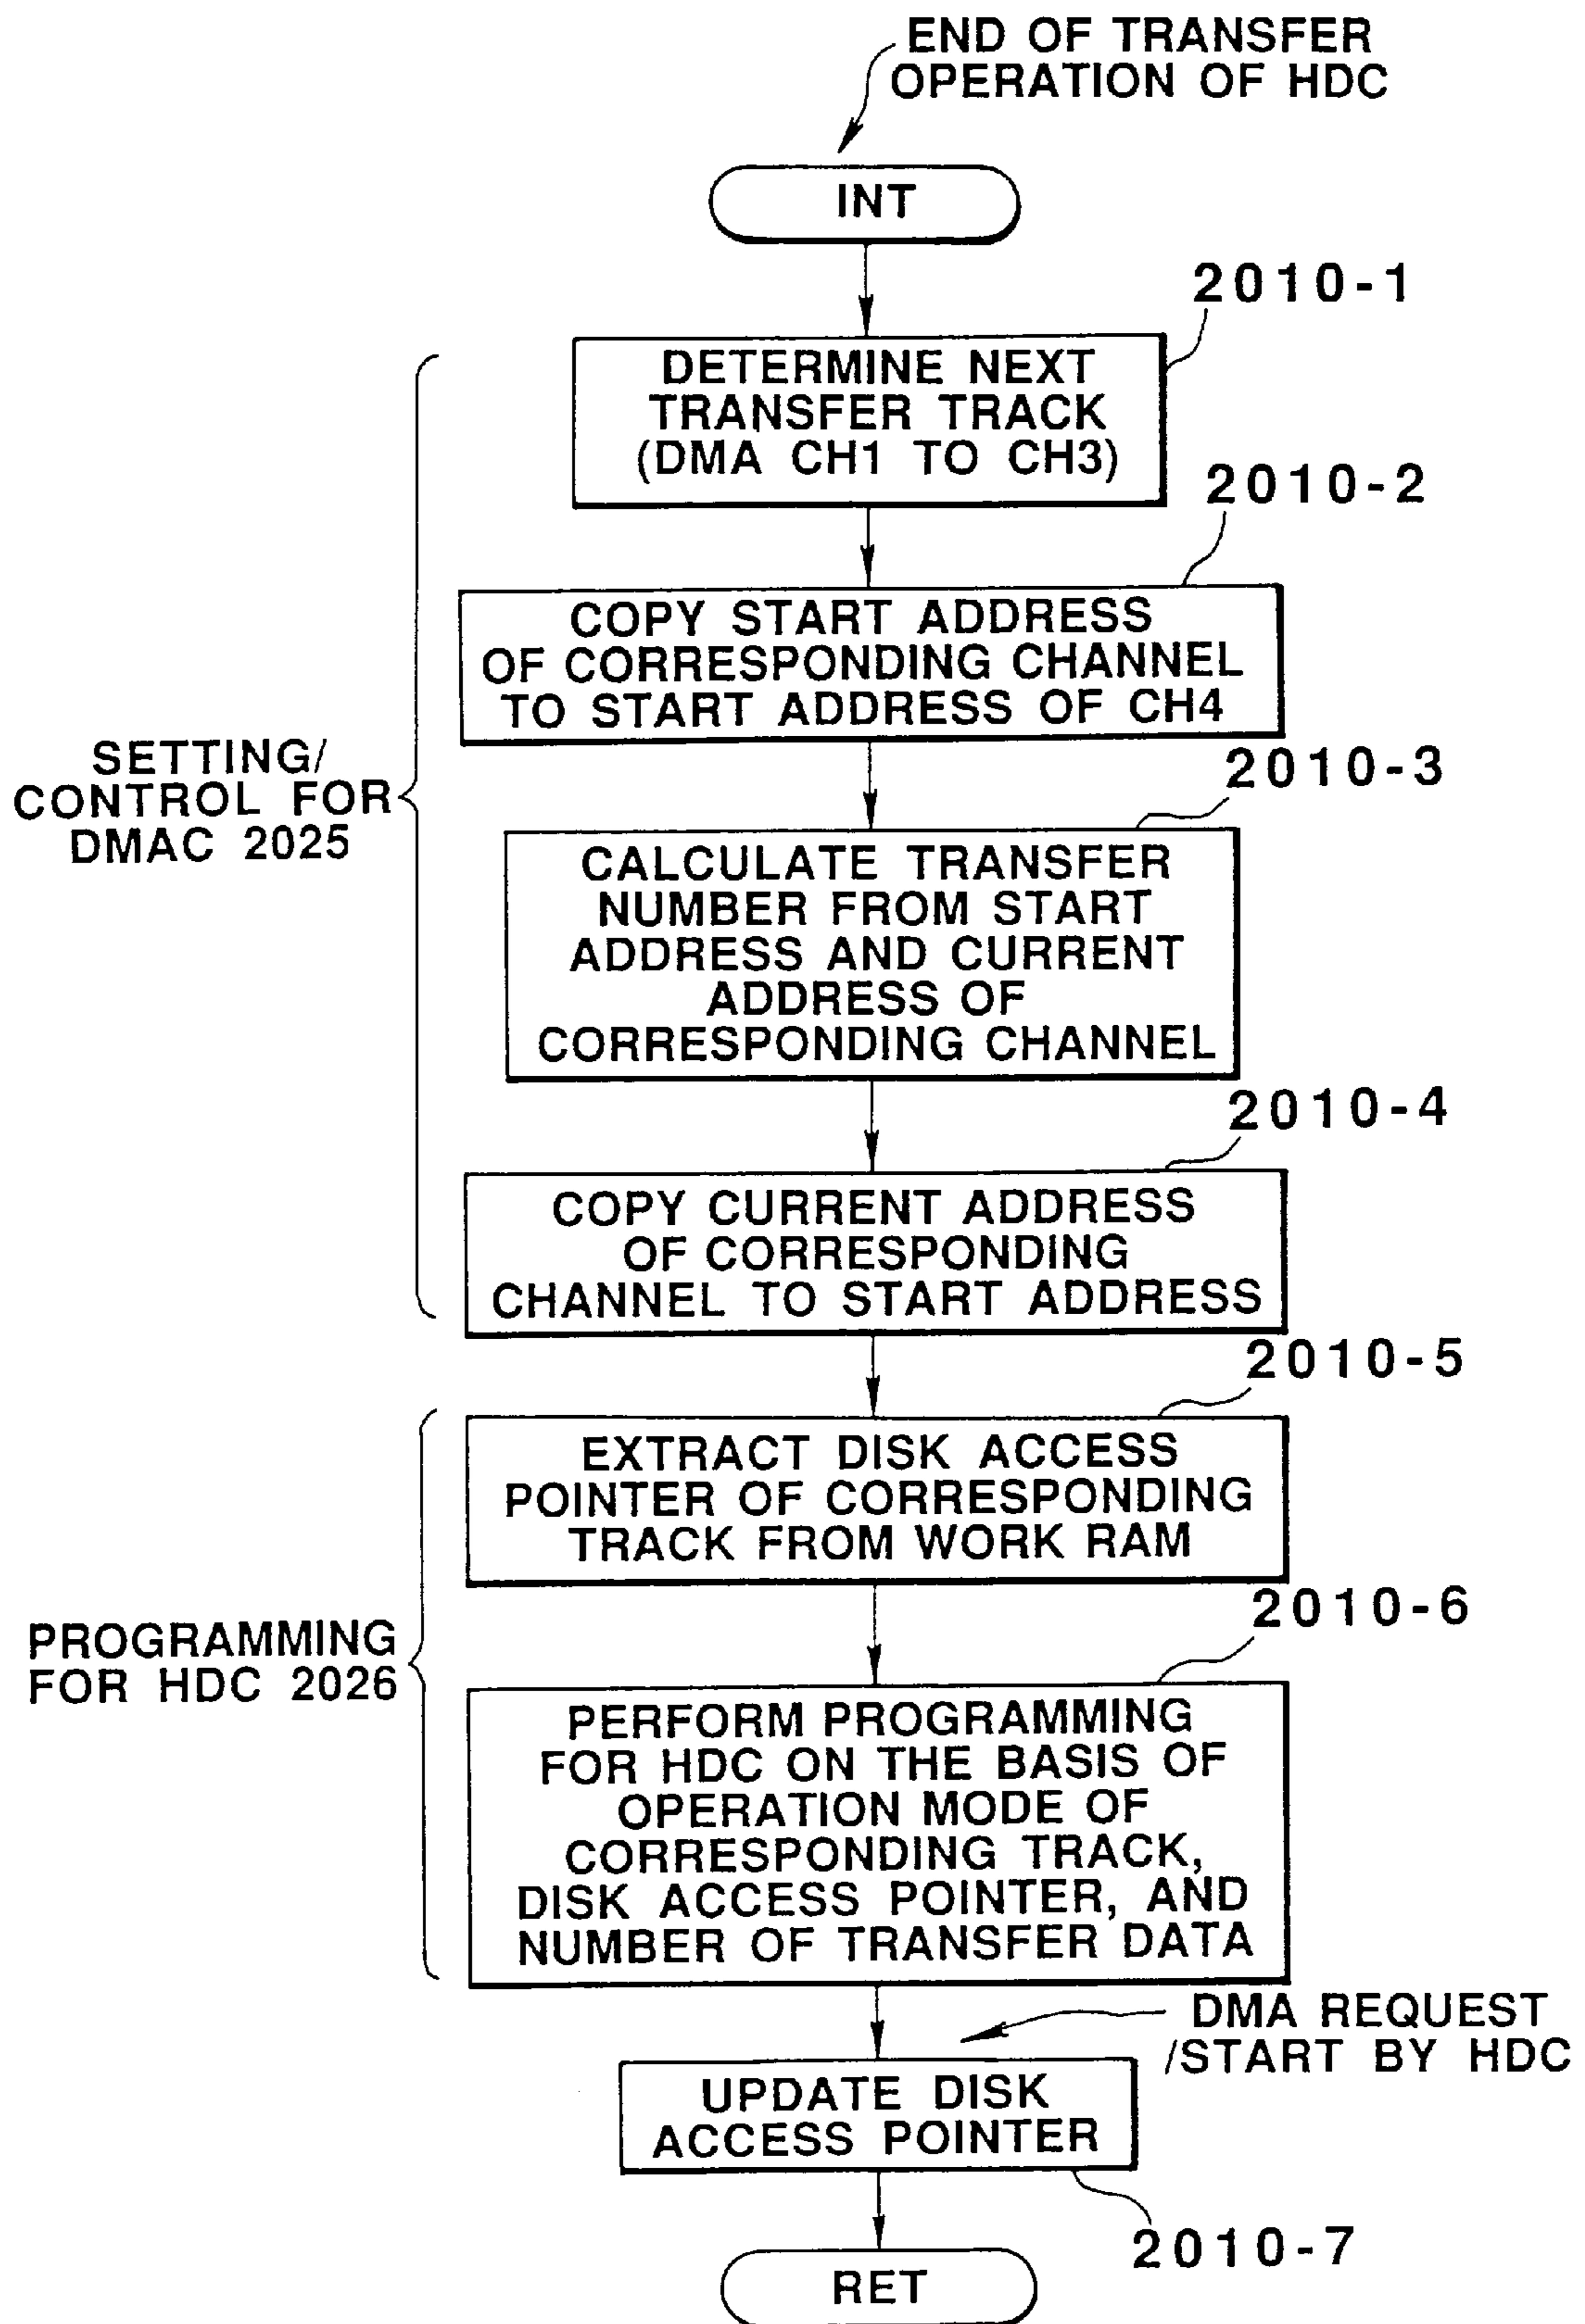 END OF TRANSFER
OPERATION OF HDC
INT
2010-1
DETERMINE NEXT
TRANSFER TRACK
(DMA CH1 TO CH3)
2010-2
COPY START ADDRESS
OF CORRESPONDING CHANNEL
TO START ADDRESS OF CH4
SETTING/
CONTROL FOR
DMAC 2025
2010-3
CALCULATE TRANSFER
NUMBER FROM START
ADDRESS AND CURRENT
ADDRESS OF
CORRESPONDING CHANNEL
2010-4
COPY CURRENT ADDRESS
OF CORRESPONDING
CHANNEL TO START ADDRESS
2010-5
EXTRACT DISK ACCESS
POINTER OF CORRESPONDING
TRACK FROM WORK RAM
PROGRAMMING
FOR HDC 2026
2010-6
PERFORM PROGRAMMING
FOR HDC ON THE BASIS OF
OPERATION MODE OF
CORRESPONDING TRACK,
DISK ACCESS POINTER, AND
NUMBER OF TRANSFER DATA
DMA REQUEST
/START BY HDC
UPDATE DISK
ACCESS POINTER
2010-7
RET